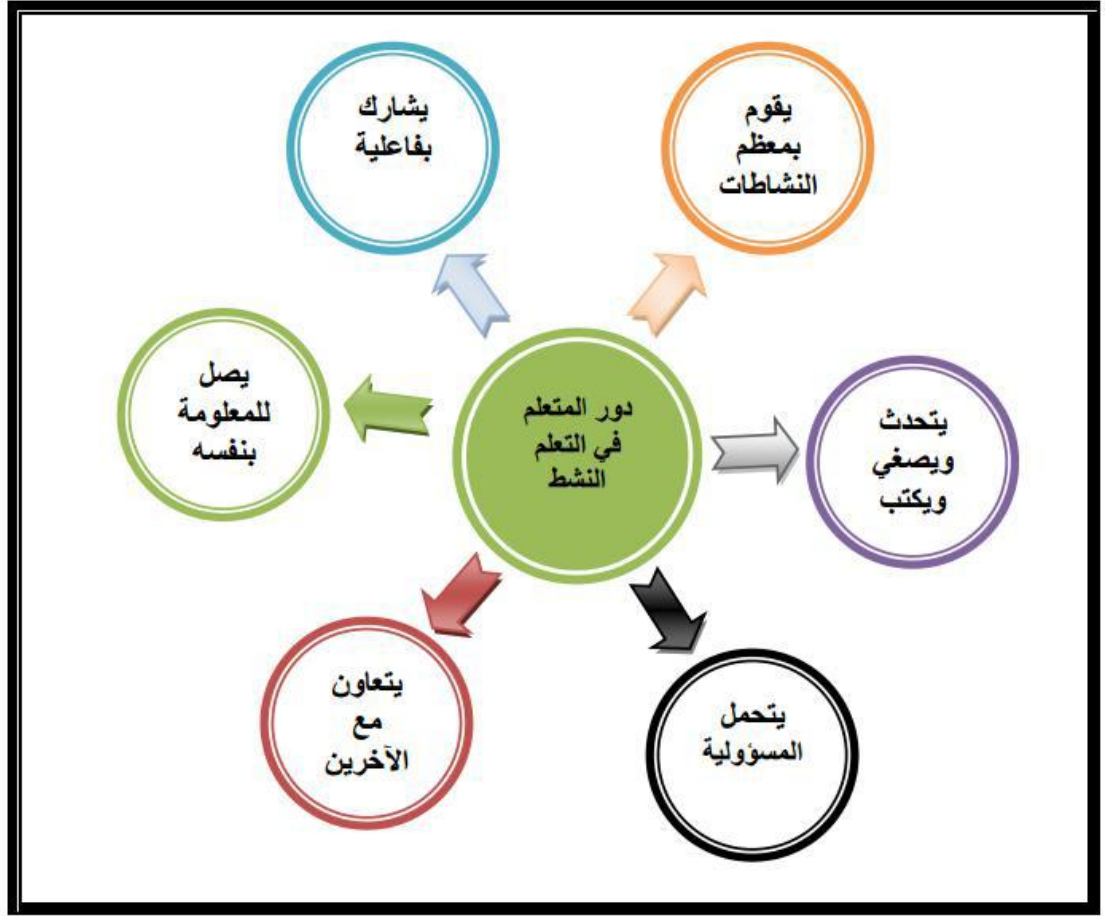 دور المتعلم
في التعلم
النشط
يقوم
بمعظم
النشاطات
يتحدث
ويصغي
ويكتب
يتحمل
المسؤولية
يتعاون
مع
الآخرين
يصل
للمعلومة
بنفسه
يشارك
بفاعلية